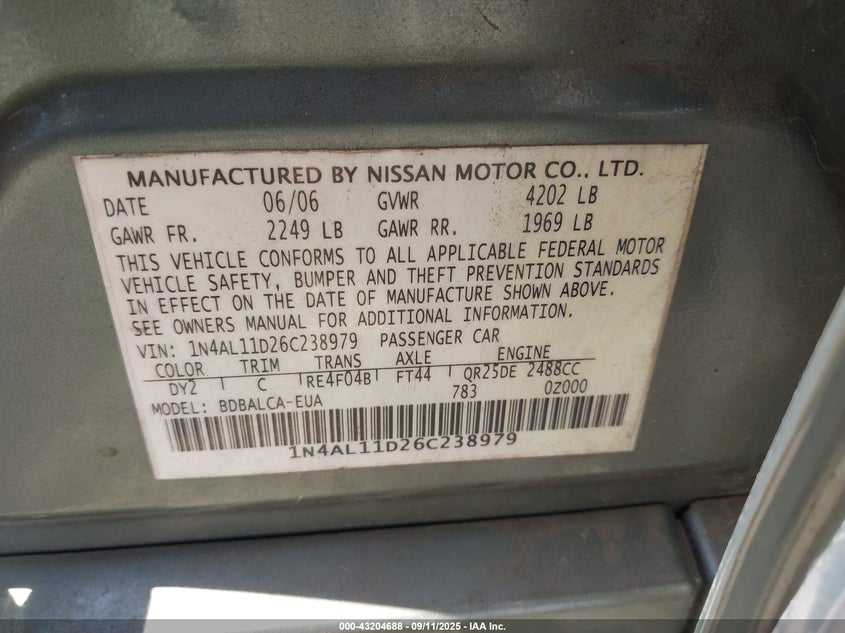 MANUFACTURED BY NISSAN MOTOR CO., LTD.
DATE 06/06 GVWR 4202 LB
GAWR FR. 2249 LB GAWR RR. 1969 LB
THIS VEHICLE CONFORMS TO ALL APPLICABLE FEDERAL MOTOR
VEHICLE SAFETY, BUMPER AND THEFT PREVENTION STANDARDS
IN EFFECT ON THE DATE OF MANUFACTURE SHOWN ABOVE.
SEE OWNERS MANUAL FOR ADDITIONAL INFORMATION.
VIN: 1N4AL11D26C238979 PASSENGER CAR
COLOR TRIM TRANS AXLE ENGINE
DY2 C RE4F04B FT44 QR25DE 2488CC
MODEL: BDBALCA-EUA 783 0Z000
1N4AL11D26C238979
000-43204688 - 09/11/2025 - IAA Inc.